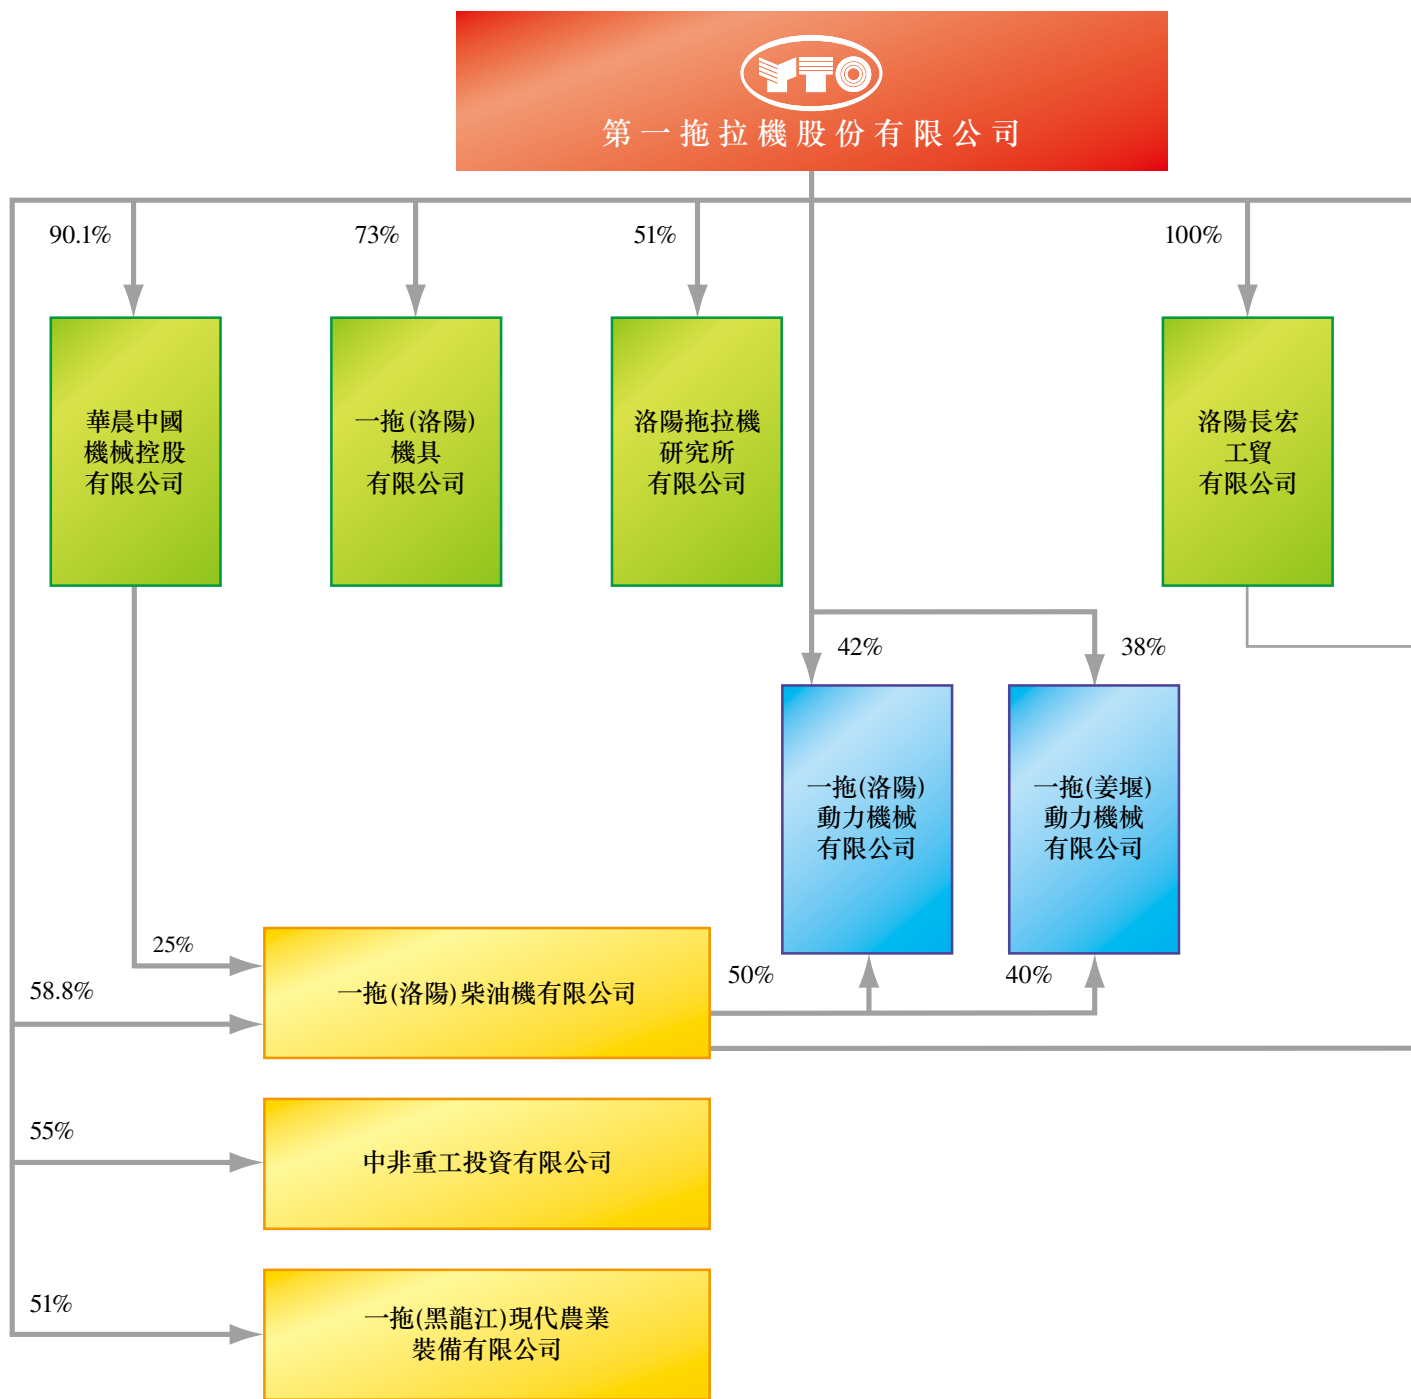 YTO
第一拖拉機股份有限公司
90.1%
73%
51%
100%
華晨中國
機械控股
有限公司
一拖(洛陽)
機具
有限公司
洛陽拖拉機
研究所
有限公司
洛陽長宏
工貿
有限公司
42%
38%
一拖(洛陽)
動力機械
有限公司
一拖(姜堰)
動力機械
有限公司
25%
58.8%
一拖(洛陽)柴油機有限公司
50%
40%
55%
中非重工投資有限公司
51%
一拖(黑龍江)現代農業
裝備有限公司